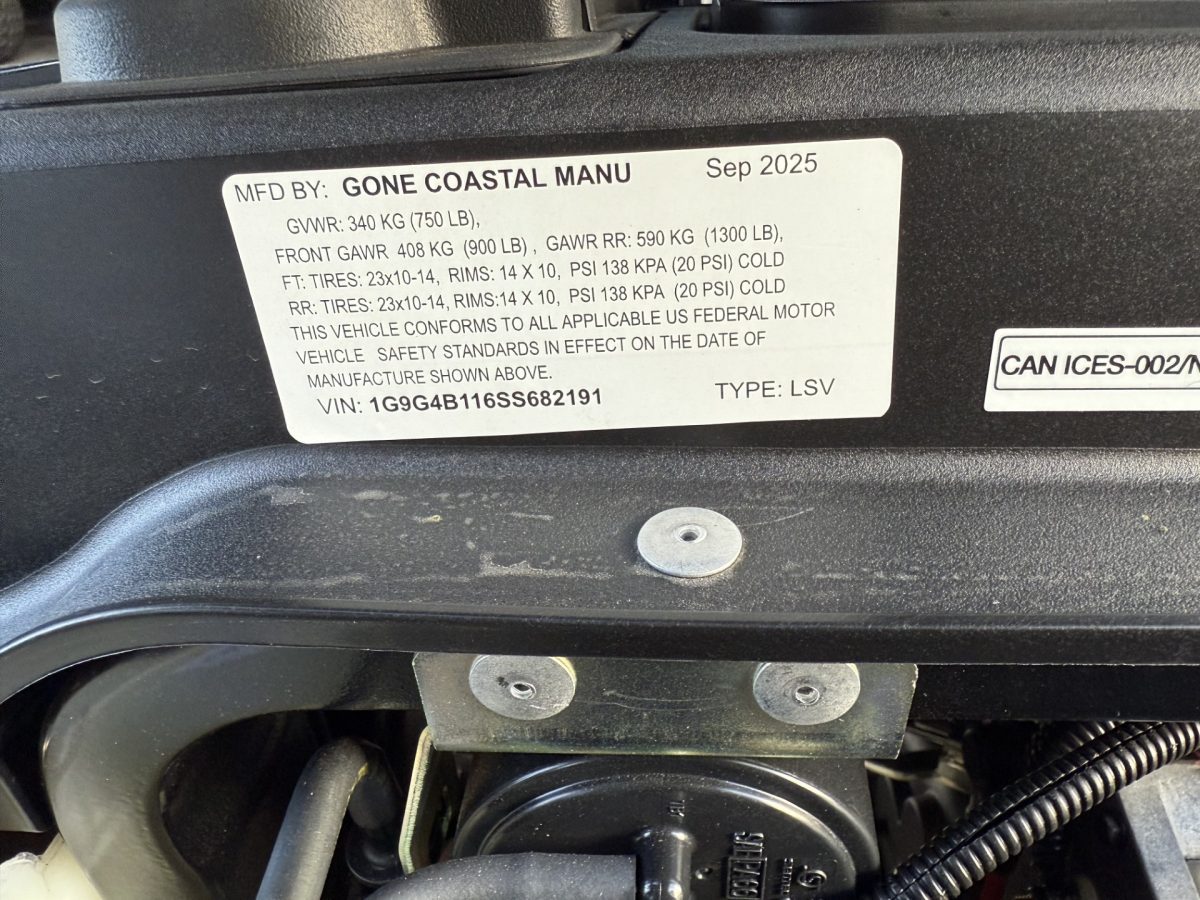 MFD BY: GONE COASTAL MANU Sep 2025
GVWR: 340 KG (750 LB),
FRONT GAWR 408 KG (900 LB) , GAWR RR: 590 KG (1300 LB),
FT: TIRES: 23x10-14, RIMS: 14 X 10, PSI 138 KPA (20 PSI) COLD
RR: TIRES: 23x10-14, RIMS:14 X 10, PSI 138 KPA (20 PSI) COLD
THIS VEHICLE CONFORMS TO ALL APPLICABLE US FEDERAL MOTOR
VEHICLE SAFETY STANDARDS IN EFFECT ON THE DATE OF
MANUFACTURE SHOWN ABOVE.
VIN: 1G9G4B116SS682191 TYPE: LSV
CAN ICES-002/N